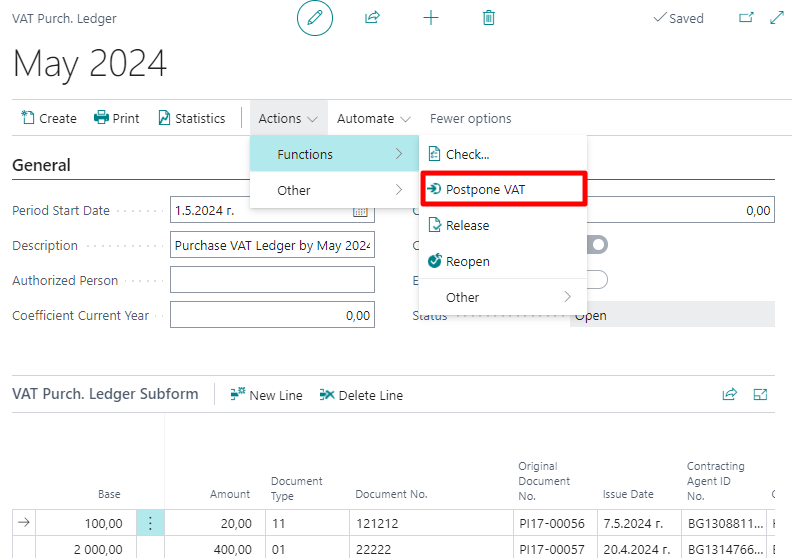 VAT Purch. Ledger
Saved
May 2024
Create Print Statistics Actions Automate Fewer options
Functions
Other
Check...
Postpone VAT
Release
Reopen
Other
General
Period Start Date 1.5.2024 г. 0,00
Description Purchase VAT Ledger by May 2024
Authorized Person
Coefficient Current Year 0,00
Status Open
VAT Purch. Ledger Subform New Line Delete Line
Base Amount Document Type Document No. Original Document No. Issue Date Contracting Agent ID No.
100,00 20,00 11 121212 PI17-00056 7.5.2024 г. BG1308811...
2 000,00 400,00 01 22222 PI17-00057 20.4.2024 г. BG1314766...